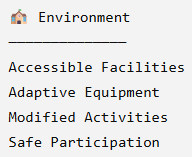 🏫 Environment
──────────────
Accessible Facilities
Adaptive Equipment
Modified Activities
Safe Participation